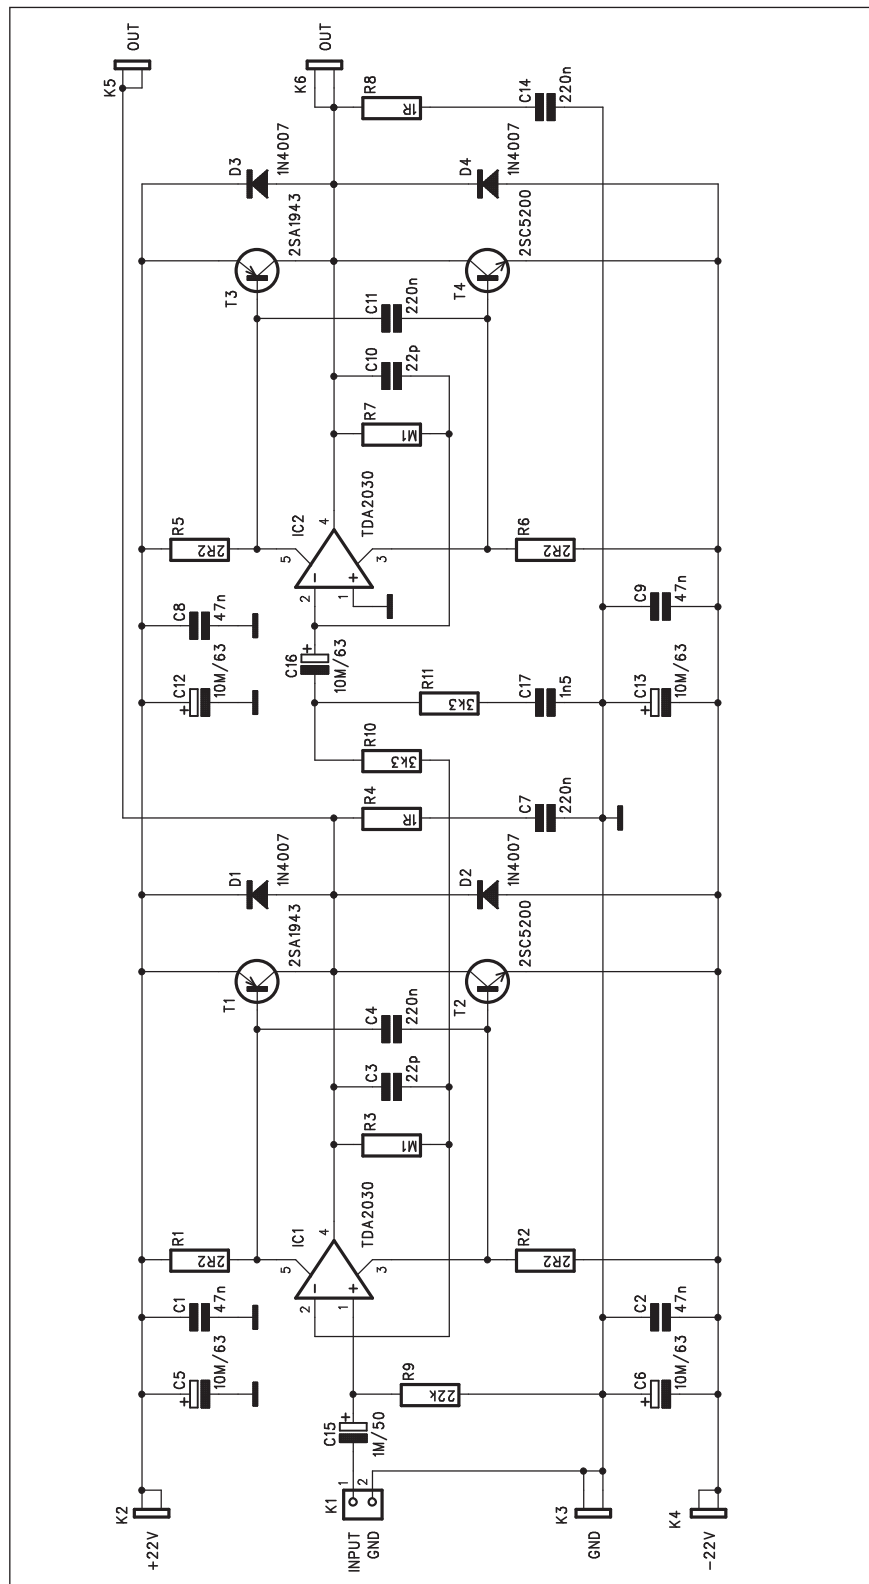 K2
+22V
K1
1
2
INPUT
GND
K3
GND
K4
-22V
C5
10M/63
C1
47n
R1
2R2
C15
1M/50
R9
22k
C6
10M/63
C2
47n
R2
2R2
IC1
TDA2030
2
1
5
4
3
R3
M1
C3
22p
C4
220n
T1
2SA1943
T2
2SC5200
D1
1N4007
D2
1N4007
R4
1R
C7
220n
R10
3k3
R11
3k3
C17
1n5
C16
10M/63
C12
10M/63
C8
47n
C13
10M/63
C9
47n
R5
2R2
R6
2R2
IC2
TDA2030
2
1
5
4
3
R7
M1
C10
22p
C11
220n
T3
2SA1943
T4
2SC5200
D3
1N4007
D4
1N4007
R8
1R
C14
220n
K5
OUT
K6
OUT